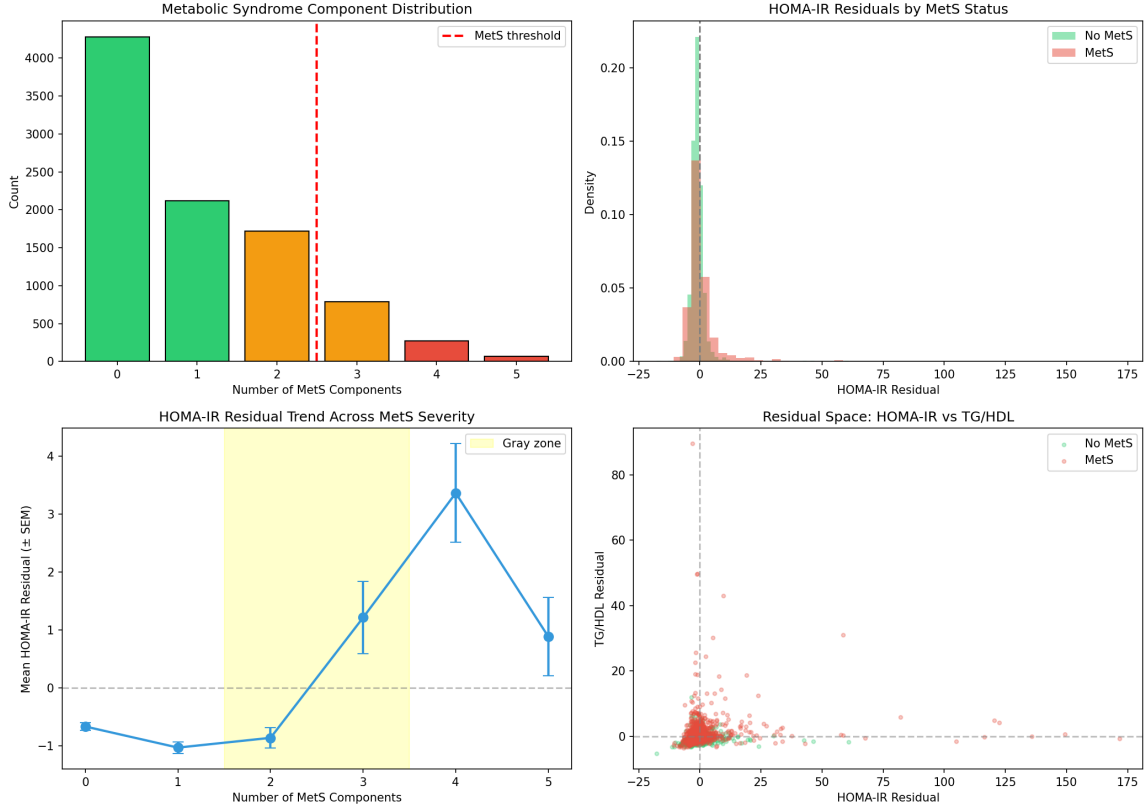 Metabolic Syndrome Component Distribution
MetS threshold
Count
4000
3500
3000
2500
2000
1500
1000
500
0
0 1 2 3 4 5
Number of MetS Components
HOMA-IR Residuals by MetS Status
No MetS
MetS
Density
0.20
0.15
0.10
0.05
0.00
−25 0 25 50 75 100 125 150 175
HOMA-IR Residual
HOMA-IR Residual Trend Across MetS Severity
Gray zone
Mean HOMA-IR Residual (± SEM)
4
3
2
1
0
−1
0 1 2 3 4 5
Number of MetS Components
Residual Space: HOMA-IR vs TG/HDL
No MetS
MetS
TG/HDL Residual
80
60
40
20
0
−25 0 25 50 75 100 125 150 175
HOMA-IR Residual